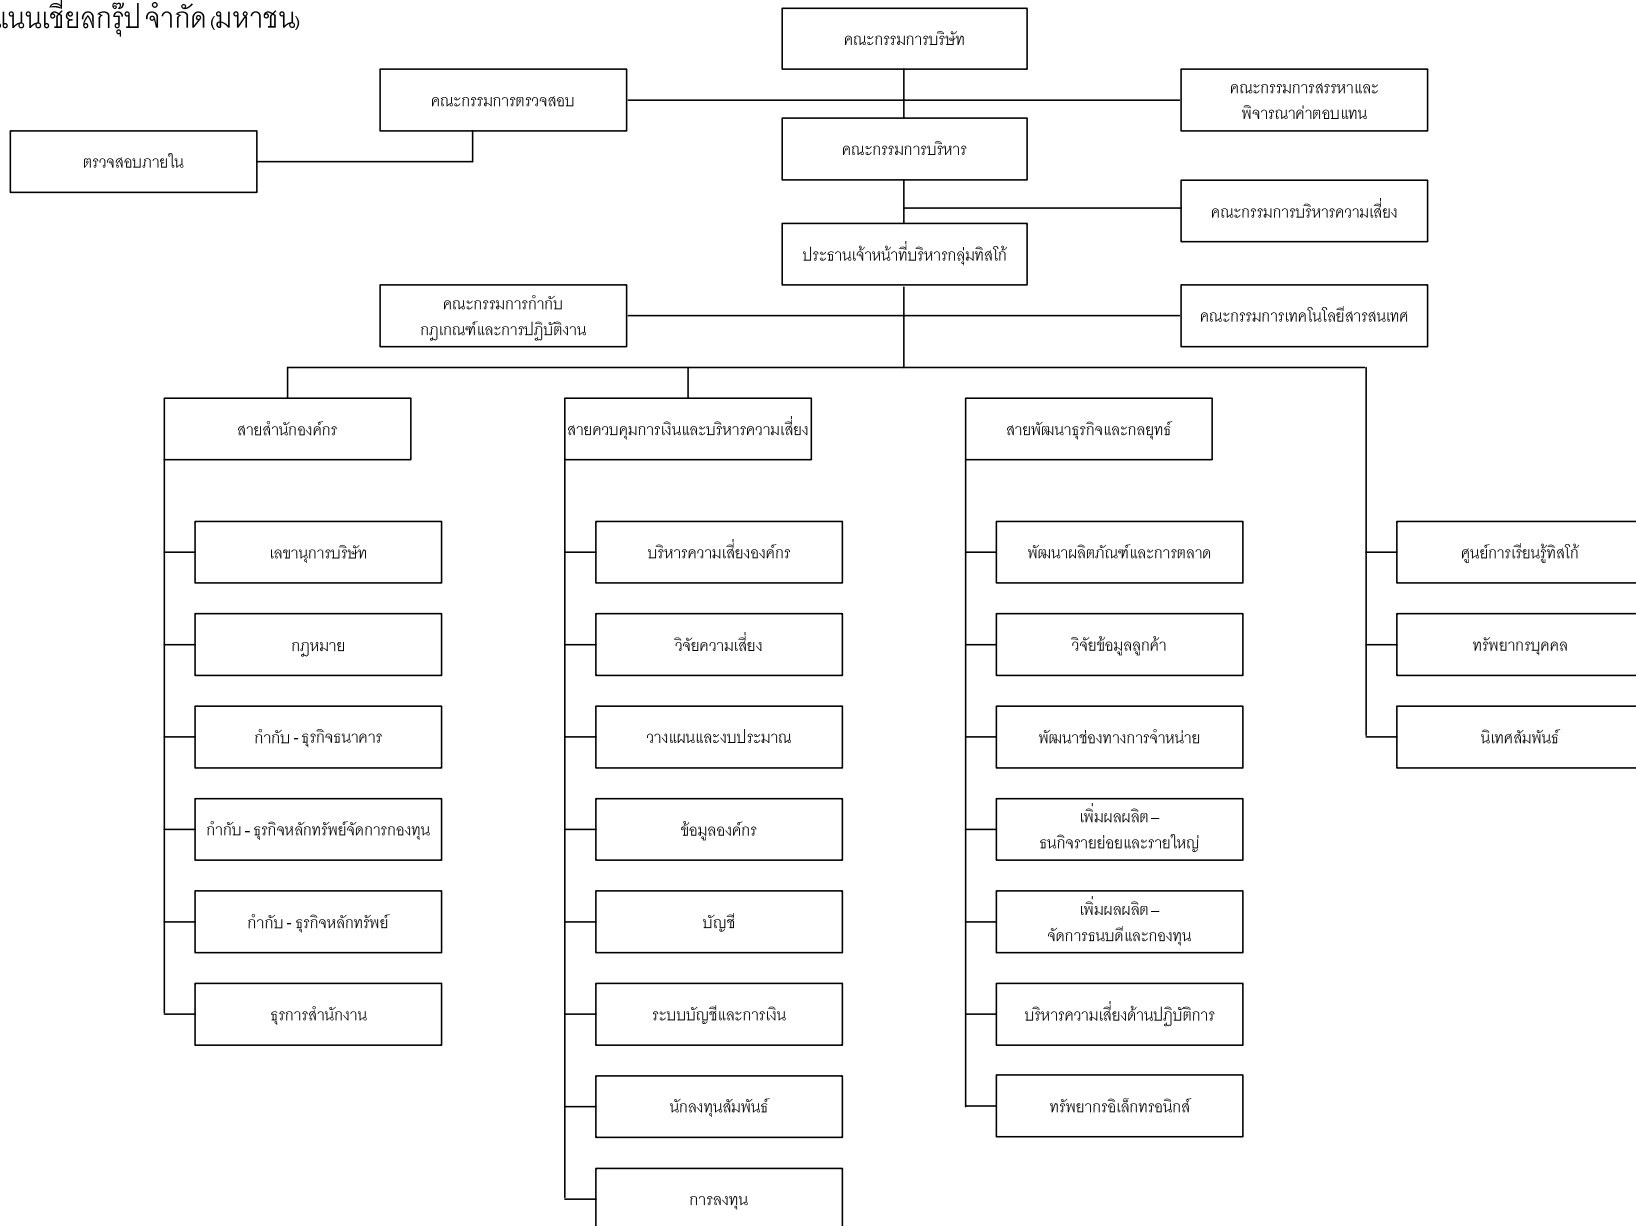 แนนเชียลกรุ๊ป จำกัด (มหาชน)
คณะกรรมการบริษัท
คณะกรรมการตรวจสอบ
คณะกรรมการสรรหาและ
พิจารณาค่าตอบแทน
ตรวจสอบภายใน
คณะกรรมการบริหาร
คณะกรรมการบริหารความเสี่ยง
ประธานเจ้าหน้าที่บริหารกลุ่มทิสโก้
คณะกรรมการกำกับ
กฎเกณฑ์และการปฏิบัติงาน
คณะกรรมการเทคโนโลยีสารสนเทศ
สายสำนักองค์กร
สายควบคุมการเงินและบริหารความเสี่ยง
สายพัฒนาธุรกิจและกลยุทธ์
เลขานุการบริษัท
บริหารความเสี่ยงองค์กร
พัฒนาผลิตภัณฑ์และการตลาด
ศูนย์การเรียนรู้ทิสโก้
กฎหมาย
วิจัยความเสี่ยง
วิจัยข้อมูลลูกค้า
ทรัพยากรบุคคล
กำกับ - ธุรกิจธนาคาร
วางแผนและงบประมาณ
พัฒนาช่องทางการจำหน่าย
นิเทศสัมพันธ์
กำกับ - ธุรกิจหลักทรัพย์จัดการกองทุน
ข้อมูลองค์กร
เพิ่มผลผลิต –
ธนกิจรายย่อยและรายใหญ่
กำกับ - ธุรกิจหลักทรัพย์
บัญชี
เพิ่มผลผลิต –
จัดการธนบดีและกองทุน
ธุรการสำนักงาน
ระบบบัญชีและการเงิน
บริหารความเสี่ยงด้านปฏิบัติการ
นักลงทุนสัมพันธ์
ทรัพยากรอิเล็กทรอนิกส์
การลงทุน